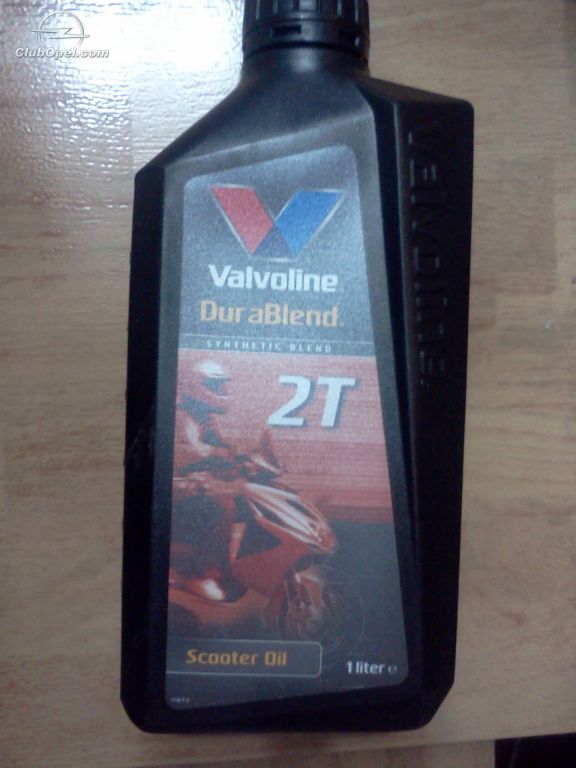 ClubOpel.com
Valvoline
Valvoline
DuraBlend
SYNTHETIC BLEND
2T
Scooter Oil
1 liter e